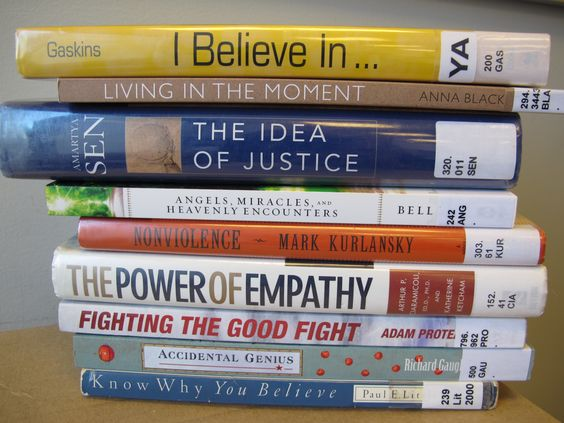 Gaskins I Believe In ... YA
200
GAS
LIVING IN THE MOMENT ANNA BLACK
294.
3443
BLA
AMARTYA
SEN
THE IDEA
OF JUSTICE
320.
011
SEN
ANGELS, MIRACLES, AND
HEAVENLY ENCOUNTERS
BELL
242
ANG
NONVIOLENCE ~ MARK KURLANSKY
303.
61
KUR
THE POWER OF EMPATHY
ARTHUR P.
CIARAMICOLI,
ED.D., PH.D.
AND
KATHERINE
KETCHAM
152.
41
CIA
FIGHTING THE GOOD FIGHT ADAM PROTE
796.
962
PRO
ACCIDENTAL GENIUS Richard Gaug
500
GAU
Know Why You Believe Paul E. Lit
239
Lit
2000